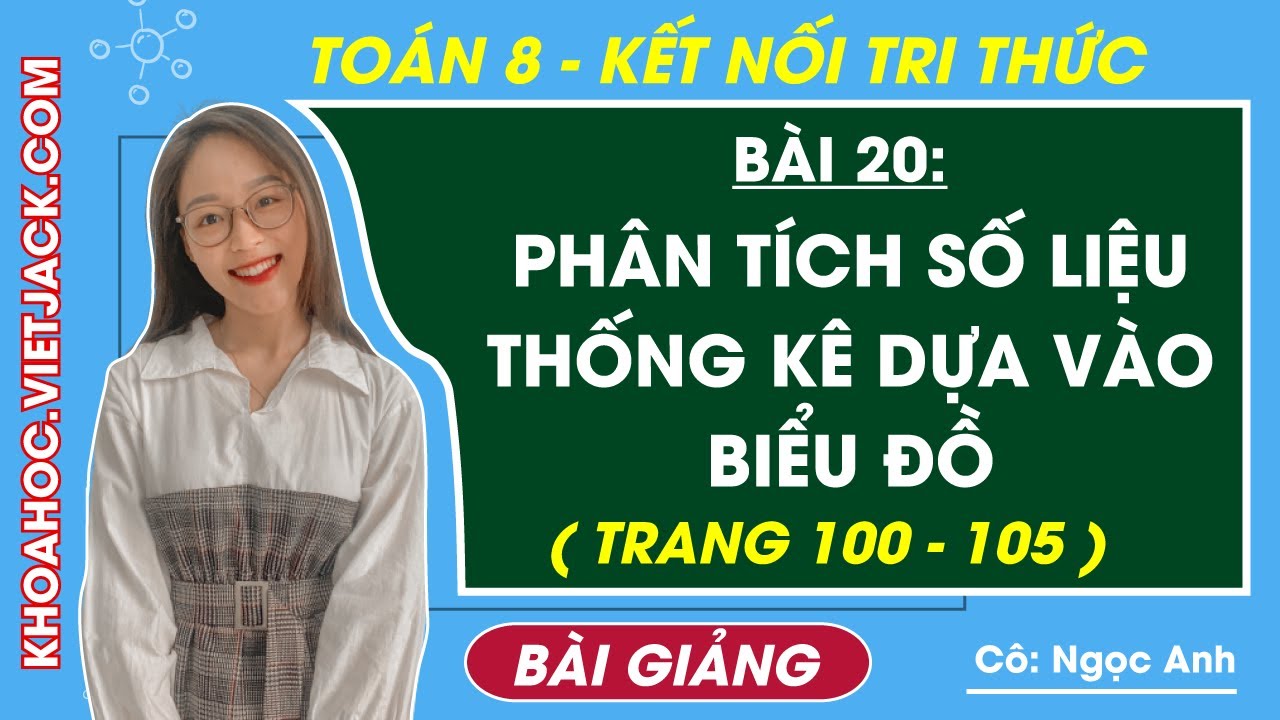 KHOAHOC.VIETJACK.COM
TOÁN 8 - KẾT NỐI TRI THỨC
BÀI 20:
PHÂN TÍCH SỐ LIỆU
THỐNG KÊ DỰA VÀO
BIỂU ĐỒ
( TRANG 100 - 105 )
BÀI GIẢNG
Cô: Ngọc Anh